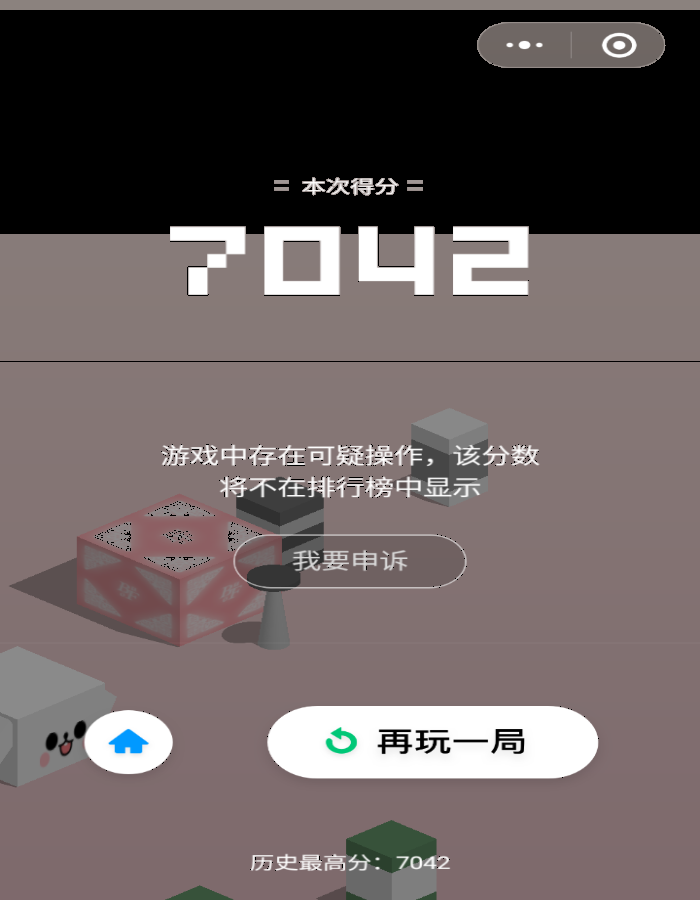 = 本次得分 =
7042
游戏中存在可疑操作，该分数
将不在排行榜中显示
我要申诉
再玩一局
历史最高分：7042